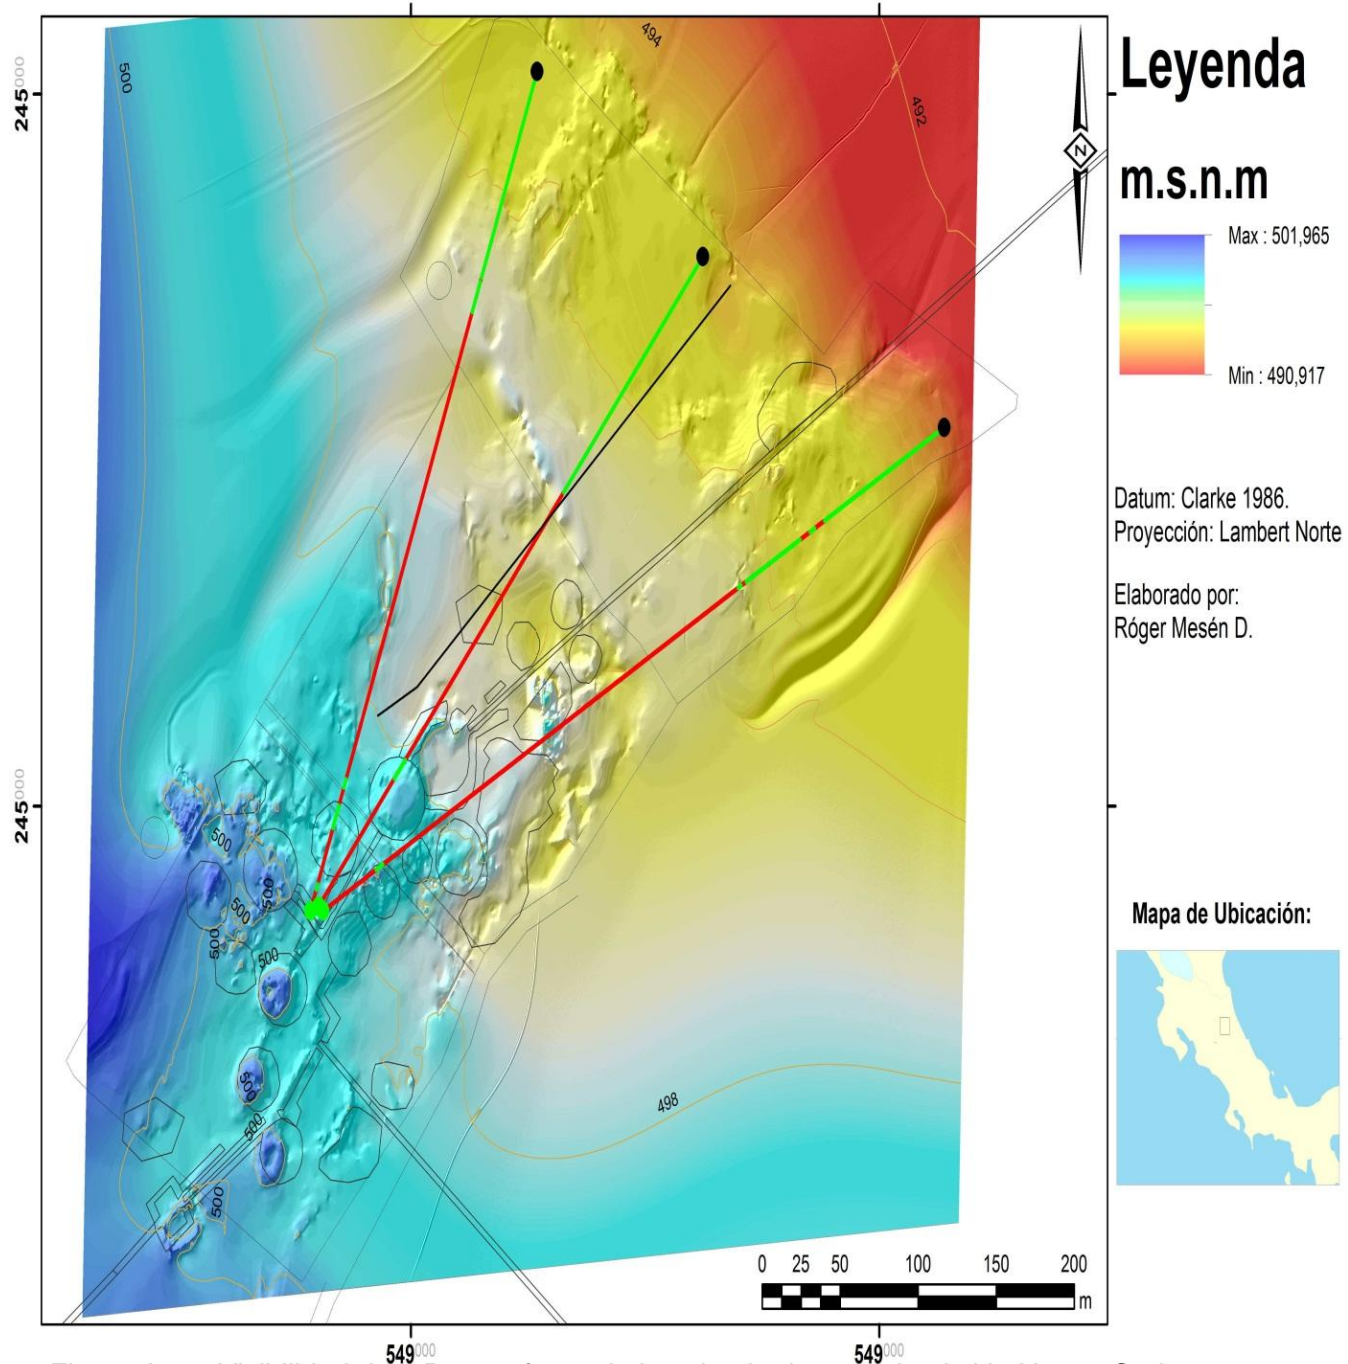 Leyenda
m.s.n.m
Max : 501,965
Min : 490,917
Datum: Clarke 1986.
Proyección: Lambert Norte
Elaborado por:
Róger Mesén D.
Mapa de Ubicación:
N
500
494
492
245000
245000
500
500
500
500
500
500
500
500
498
0 25 50 100 150 200
m
549000
549000